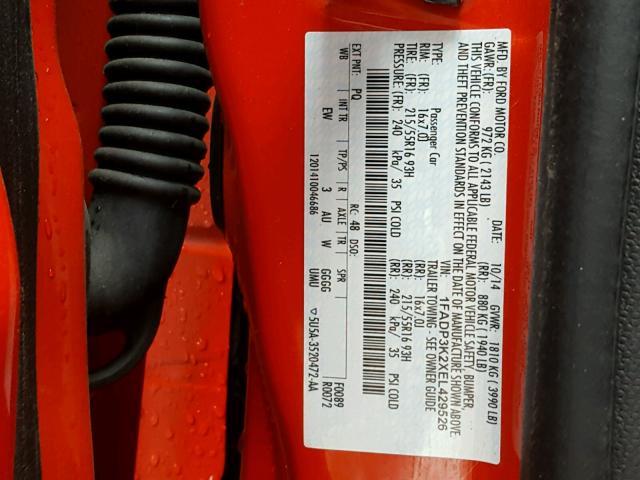 MFD. BY FORD MOTOR CO.
DATE: 10/14 GVWR: 1810 KG ( 3990 LB)
GAWR: (FR): 972 KG ( 2143 LB) (RR): 880 KG ( 1940 LB)
THIS VEHICLE CONFORMS TO ALL APPLICABLE FEDERAL MOTOR VEHICLE SAFETY, BUMPER,
AND THEFT PREVENTION STANDARDS IN EFFECT ON THE DATE OF MANUFACTURE SHOWN ABOVE.
VIN: 1FADP3K2XEL429526
TYPE: Passenger Car TRAILER TOWING - SEE OWNER GUIDE
RIM: (FR): 16x7.0J (RR): 16x7.0J
TIRE: (FR): 215/55R16 93H (RR): 215/55R16 93H
PRESSURE: (FR): 240 kPa/ 35 PSI COLD (RR): 240 kPa/ 35 PSI COLD
EXT PNT: PQ RC: 48 DSO: F0089
WB INT TR TP/PS R AXLE TR SPR R0072
EW 3 AU W GGGG UMU
1201410046686 5U5A-3520472-AA